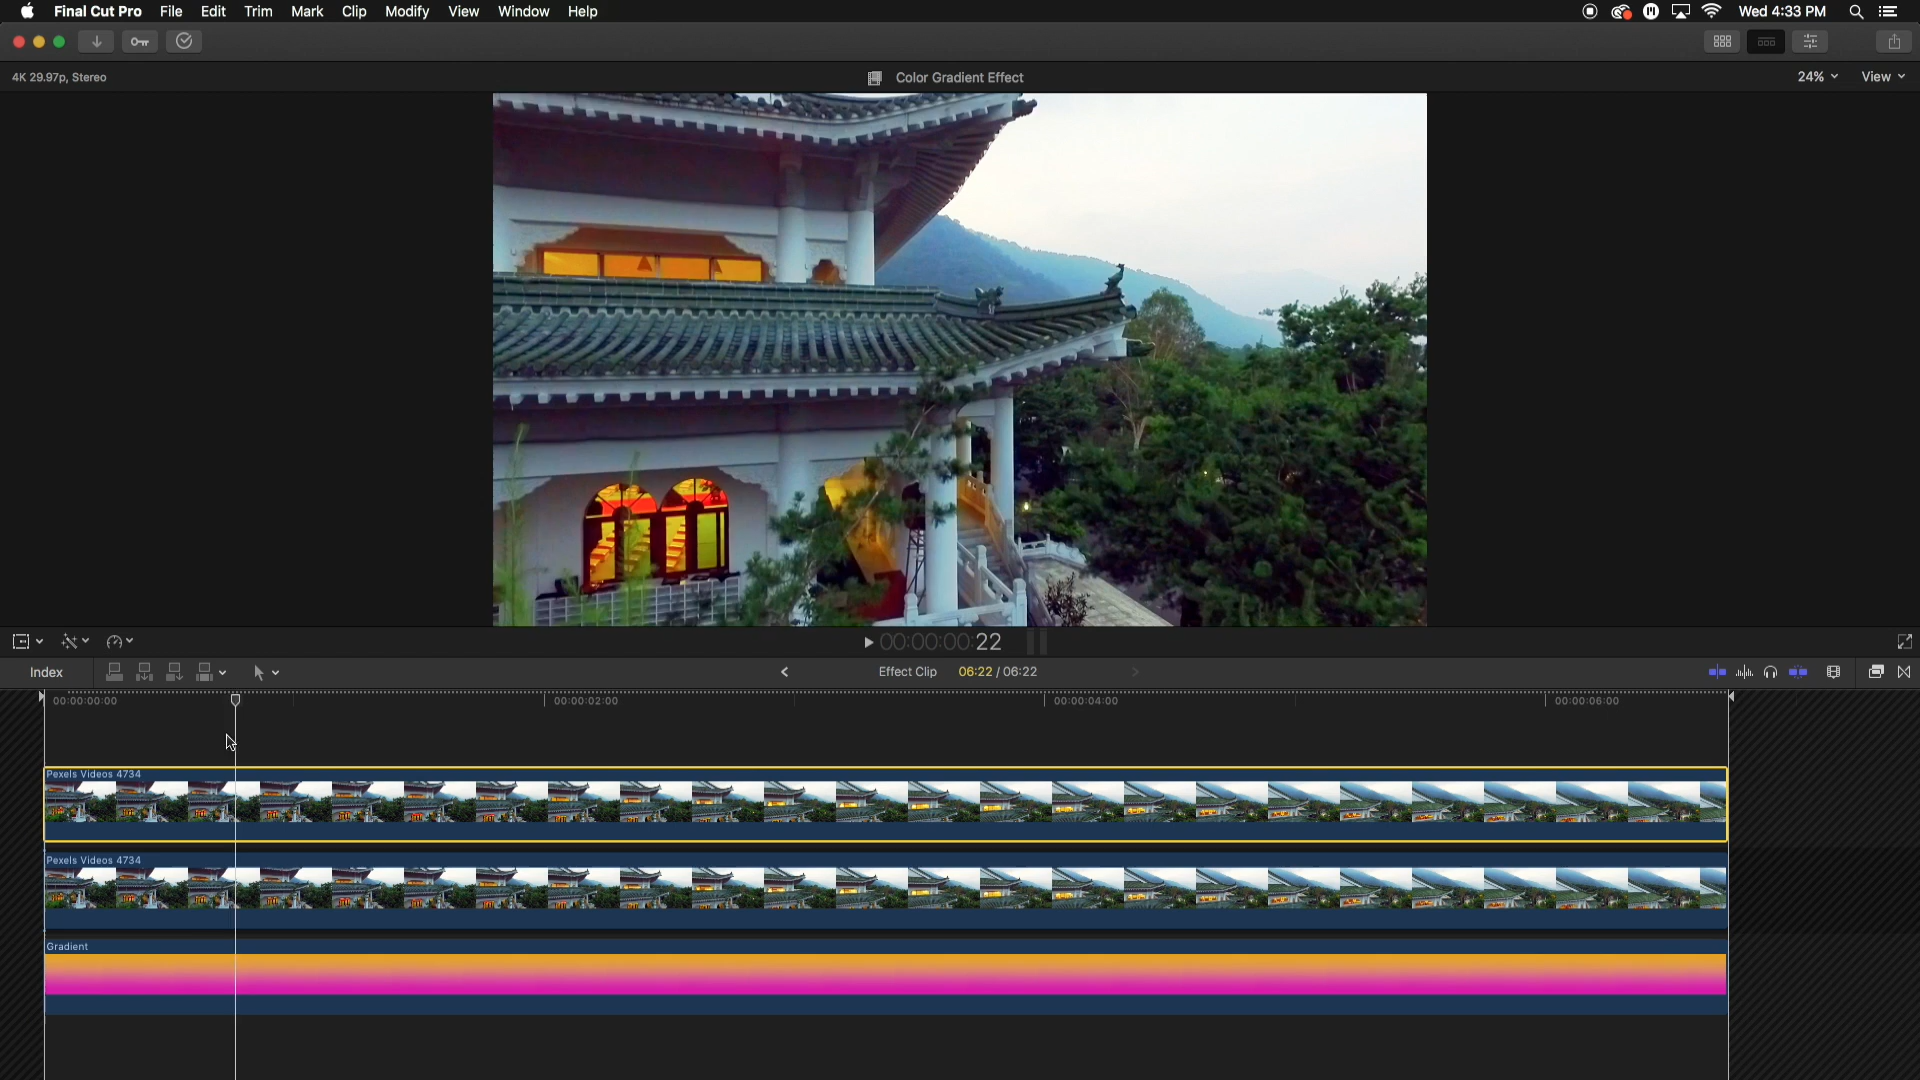 Final Cut Pro File Edit Trim Mark Clip Modify View Window Help Wed 4:33 PM
4K 29.97p, Stereo Color Gradient Effect 24% View
00:00:00:22
Index Effect Clip 06:22 / 06:22
00:00:00:00 00:00:02:00 00:00:04:00 00:00:06:00
Pexels Videos 4734
Pexels Videos 4734
Gradient